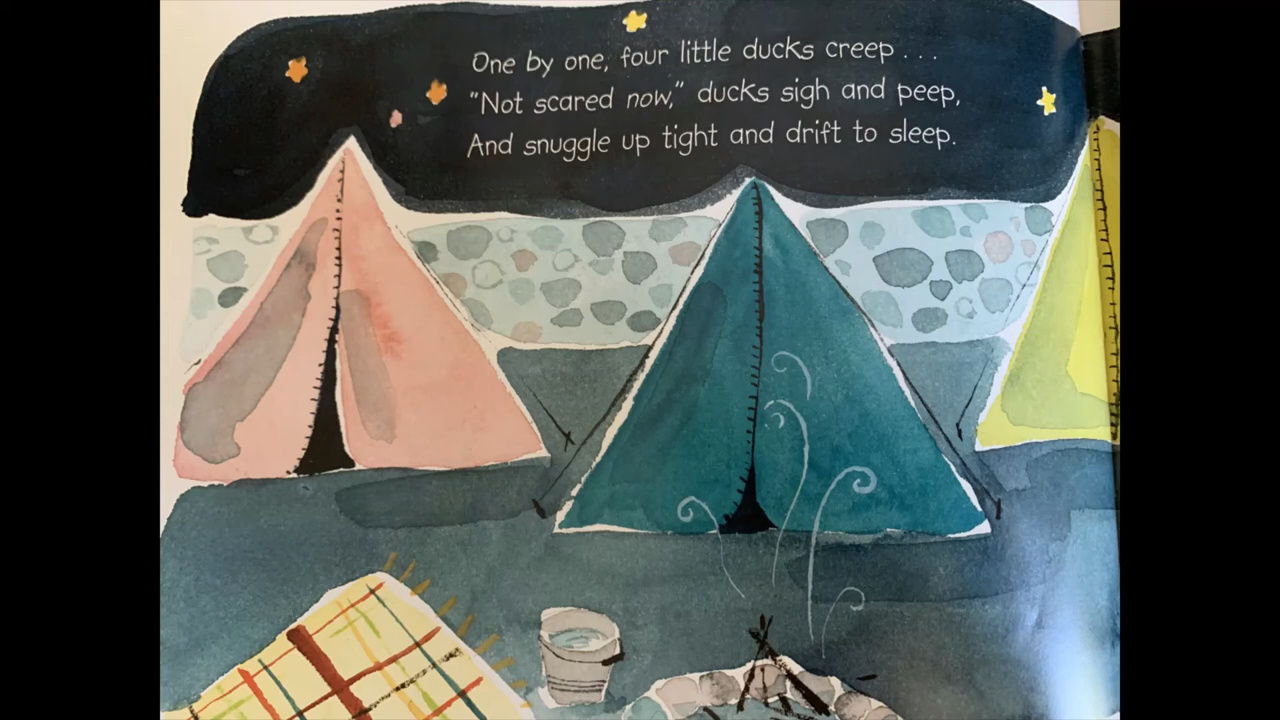 One by one, four little ducks creep . . .
"Not scared now," ducks sigh and peep,
And snuggle up tight and drift to sleep.